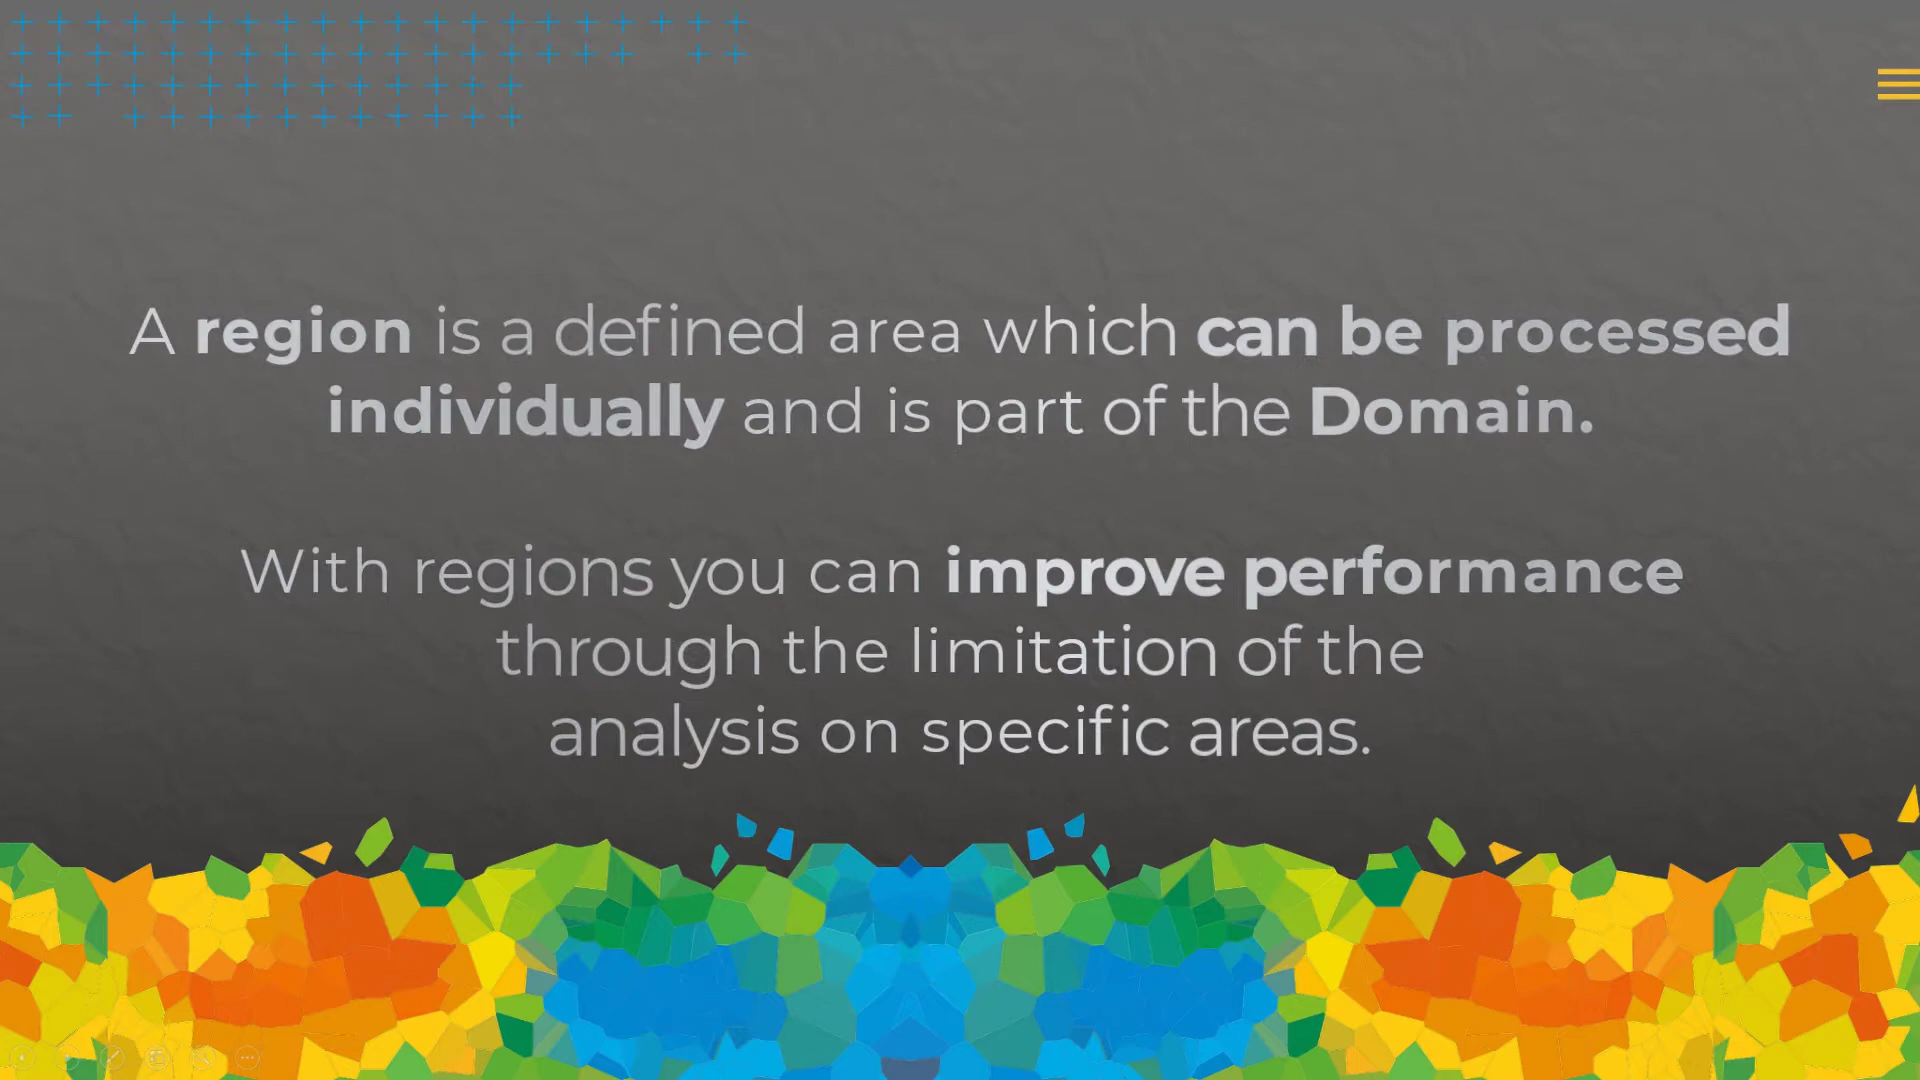 A region is a defined area which can be processed
individually and is part of the Domain.
With regions you can improve performance
through the limitation of the
analysis on specific areas.